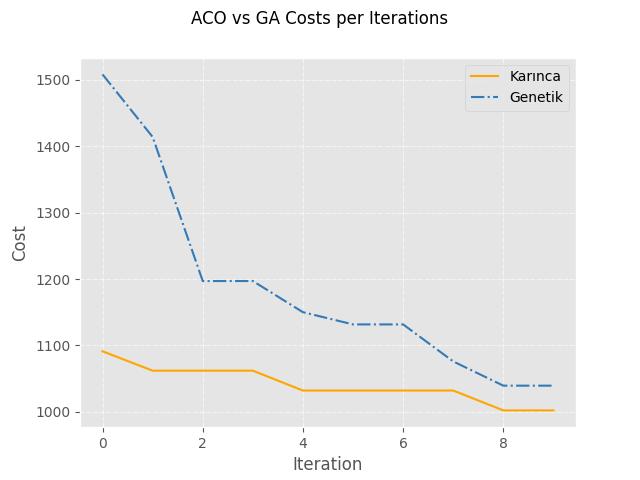 ACO vs GA Costs per Iterations
Karınca
Genetik
1500
1400
1300
1200
1100
1000
Cost
0 2 4 6 8
Iteration